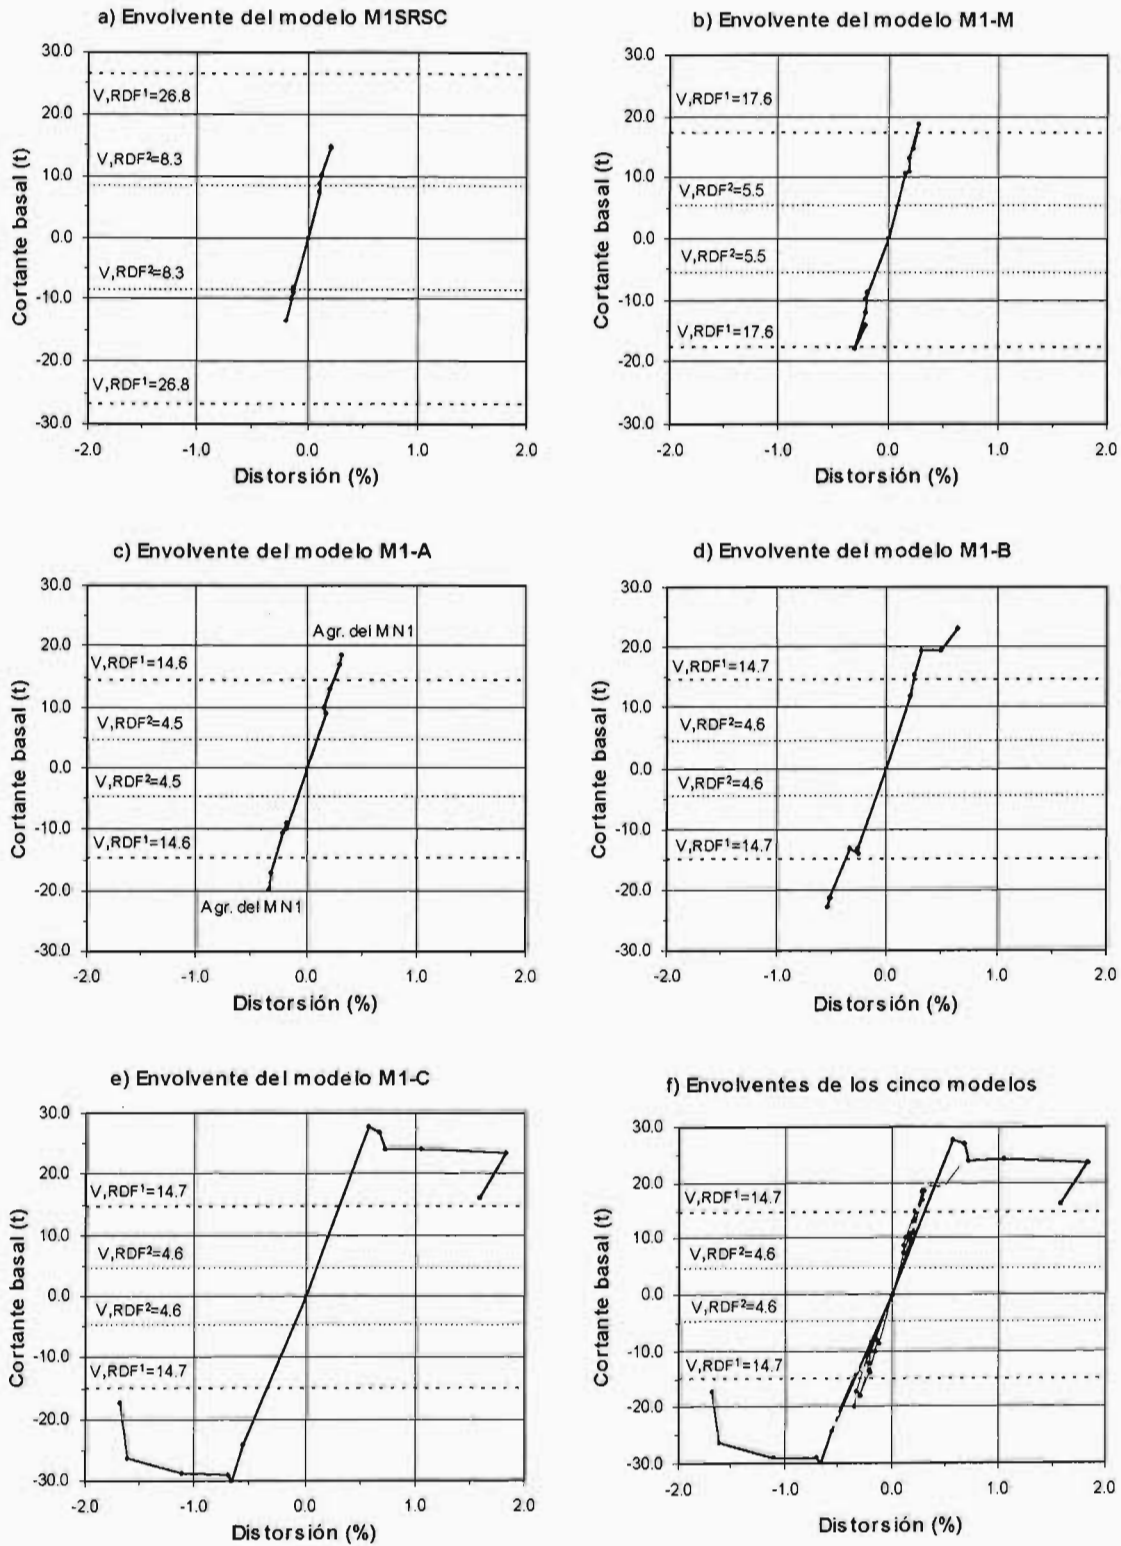 a) Envolvente del modelo M1SRSC
30.0
V,RDF¹=26.8
20.0
V,RDF²=8.3
10.0
0.0
V,RDF²=8.3
-10.0
-20.0
V,RDF¹=26.8
-30.0
-2.0 -1.0 0.0 1.0 2.0
Distorsión (%)
Cortante basal (t)
b) Envolvente del modelo M1-M
30.0
V,RDF¹=17.6
20.0
10.0
V,RDF²=5.5
0.0
V,RDF²=5.5
-10.0
V,RDF¹=17.6
-20.0
-30.0
-2.0 -1.0 0.0 1.0 2.0
Distorsión (%)
Cortante basal (t)
c) Envolvente del modelo M1-A
30.0
Agr. del MN1
20.0
V,RDF¹=14.6
10.0
V,RDF²=4.5
0.0
V,RDF²=4.5
-10.0
V,RDF¹=14.6
-20.0
Agr. del MN1
-30.0
-2.0 -1.0 0.0 1.0 2.0
Distorsión (%)
Cortante basal (t)
d) Envolvente del modelo M1-B
30.0
20.0
V,RDF¹=14.7
10.0
V,RDF²=4.6
0.0
V,RDF²=4.6
-10.0
V,RDF¹=14.7
-20.0
-30.0
-2.0 -1.0 0.0 1.0 2.0
Distorsión (%)
Cortante basal (t)
e) Envolvente del modelo M1-C
30.0
20.0
V,RDF¹=14.7
10.0
V,RDF²=4.6
0.0
V,RDF²=4.6
-10.0
V,RDF¹=14.7
-20.0
-30.0
-2.0 -1.0 0.0 1.0 2.0
Distorsión (%)
Cortante basal (t)
f) Envolventes de los cinco modelos
30.0
20.0
V,RDF¹=14.7
10.0
V,RDF²=4.6
0.0
V,RDF²=4.6
-10.0
V,RDF¹=14.7
-20.0
-30.0
-2.0 -1.0 0.0 1.0 2.0
Distorsión (%)
Cortante basal (t)